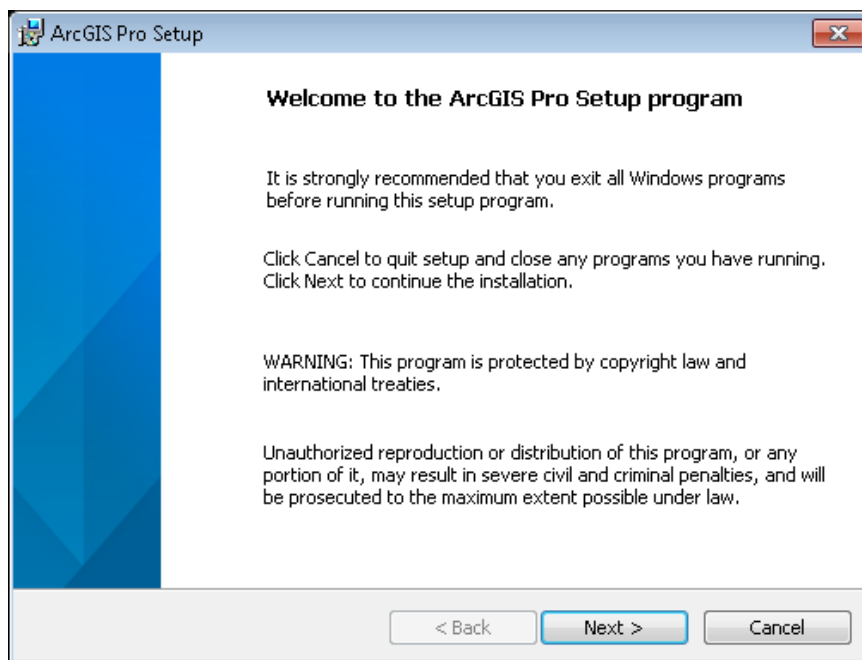 ArcGIS Pro Setup
Welcome to the ArcGIS Pro Setup program
It is strongly recommended that you exit all Windows programs
before running this setup program.
Click Cancel to quit setup and close any programs you have running.
Click Next to continue the installation.
WARNING: This program is protected by copyright law and
international treaties.
Unauthorized reproduction or distribution of this program, or any
portion of it, may result in severe civil and criminal penalties, and will
be prosecuted to the maximum extent possible under law.
< Back Next > Cancel